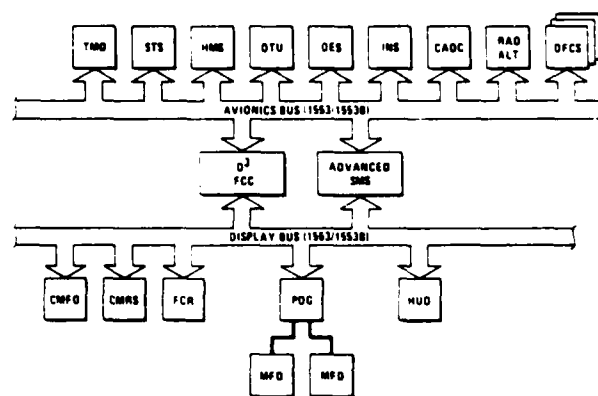 TMD
STS
HMS
DTU
DES
INS
CADC
RAD
ALT
DFCS
AVIONICS BUS (1553/1553B)
D3
FCC
ADVANCED
SMS
DISPLAY BUS (1553/1553B)
CMFD
CMRS
FCR
PDG
HUD
MFD
MFD